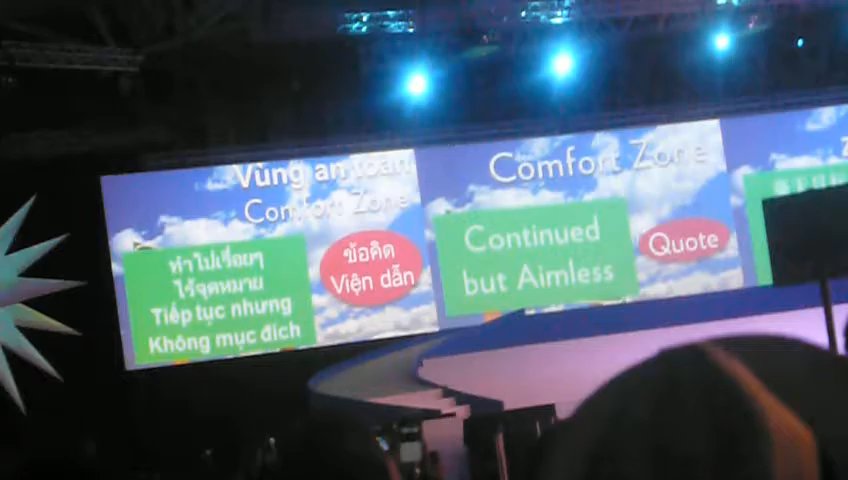 Vùng an toàn
Comfort Zone
ทำไปเรื่อยๆ
ไร้จุดหมาย
Tiếp tục nhưng
Không mục đích
ข้อคิด
Viện dẫn
Comfort Zone
Continued
but Aimless
Quote